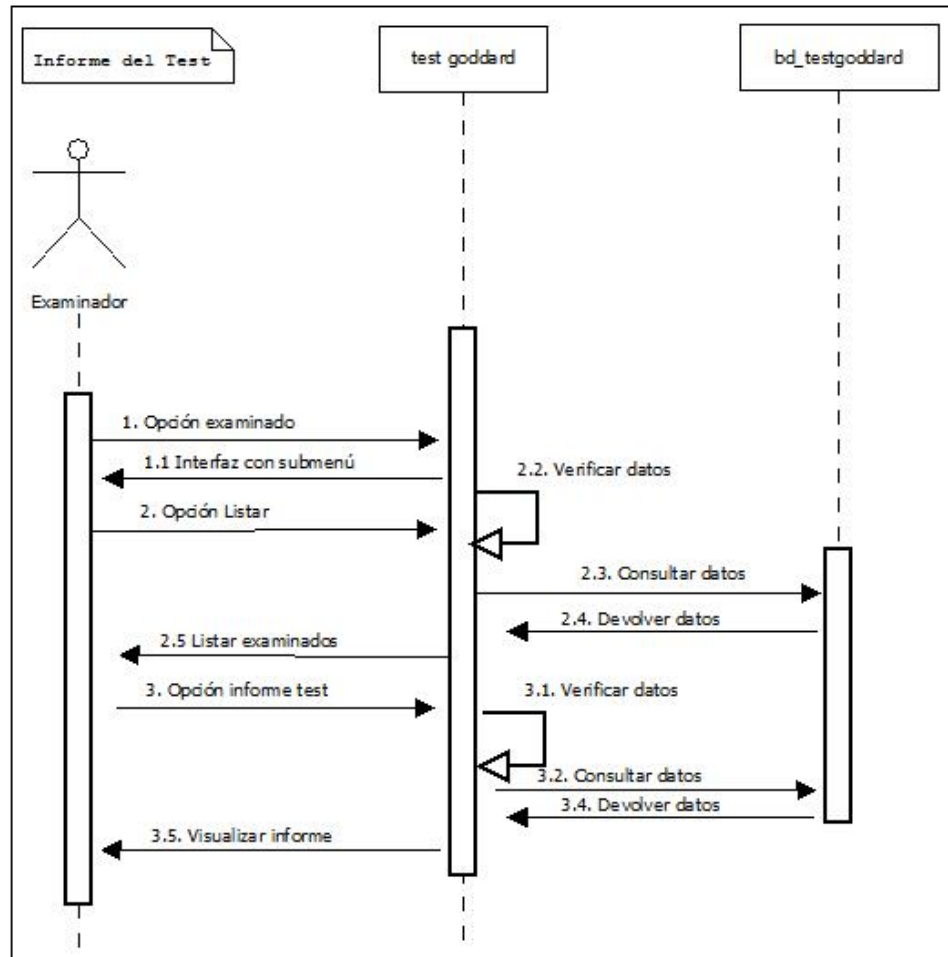 Informe del Test
test goddard
bd_testgoddard
Examinador
1. Opción examinado
1.1 Interfaz con submenú
2.2. Verificar datos
2. Opción Listar
2.3. Consultar datos
2.4. Devolver datos
2.5 Listar examinados
3. Opción informe test
3.1. Verificar datos
3.2. Consultar datos
3.4. Devolver datos
3.5. Visualizar informe